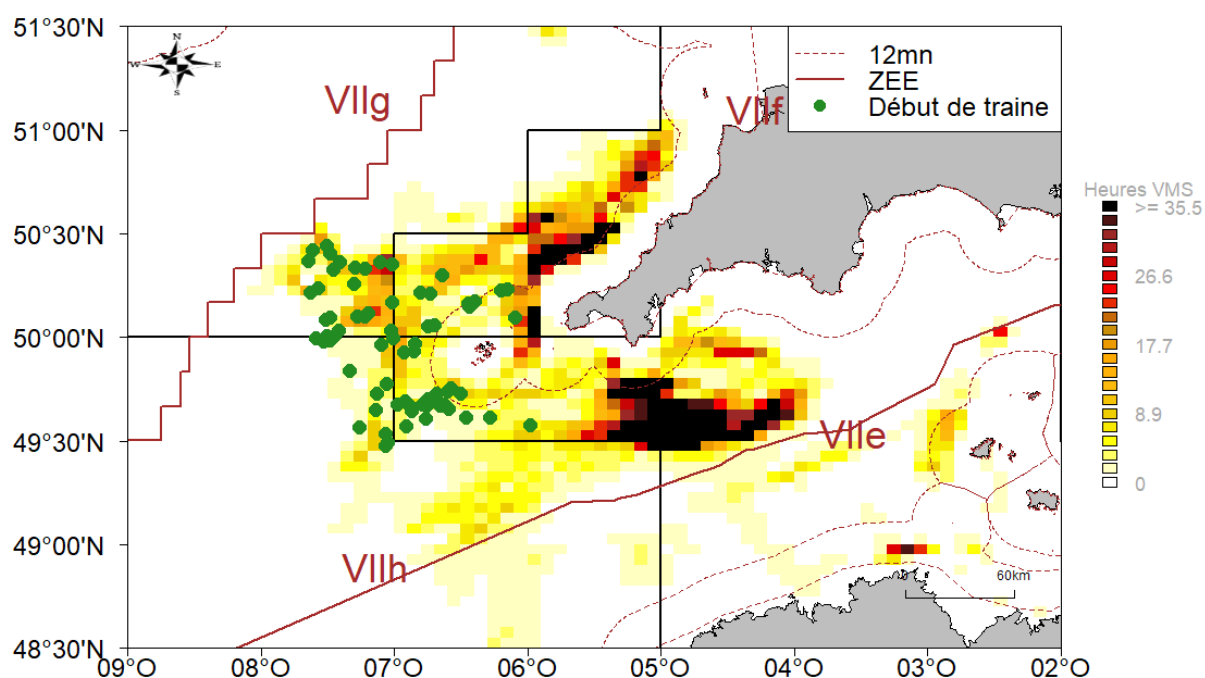 51°30'N
51°00'N
50°30'N
50°00'N
49°30'N
49°00'N
48°30'N
09°O
08°O
07°O
06°O
05°O
04°O
03°O
02°O
N
W
E
S
VIIg
VIIf
VIIe
VIIh
12mn
ZEE
Début de traine
Heures VMS
>= 35.5
26.6
17.7
8.9
0
60km